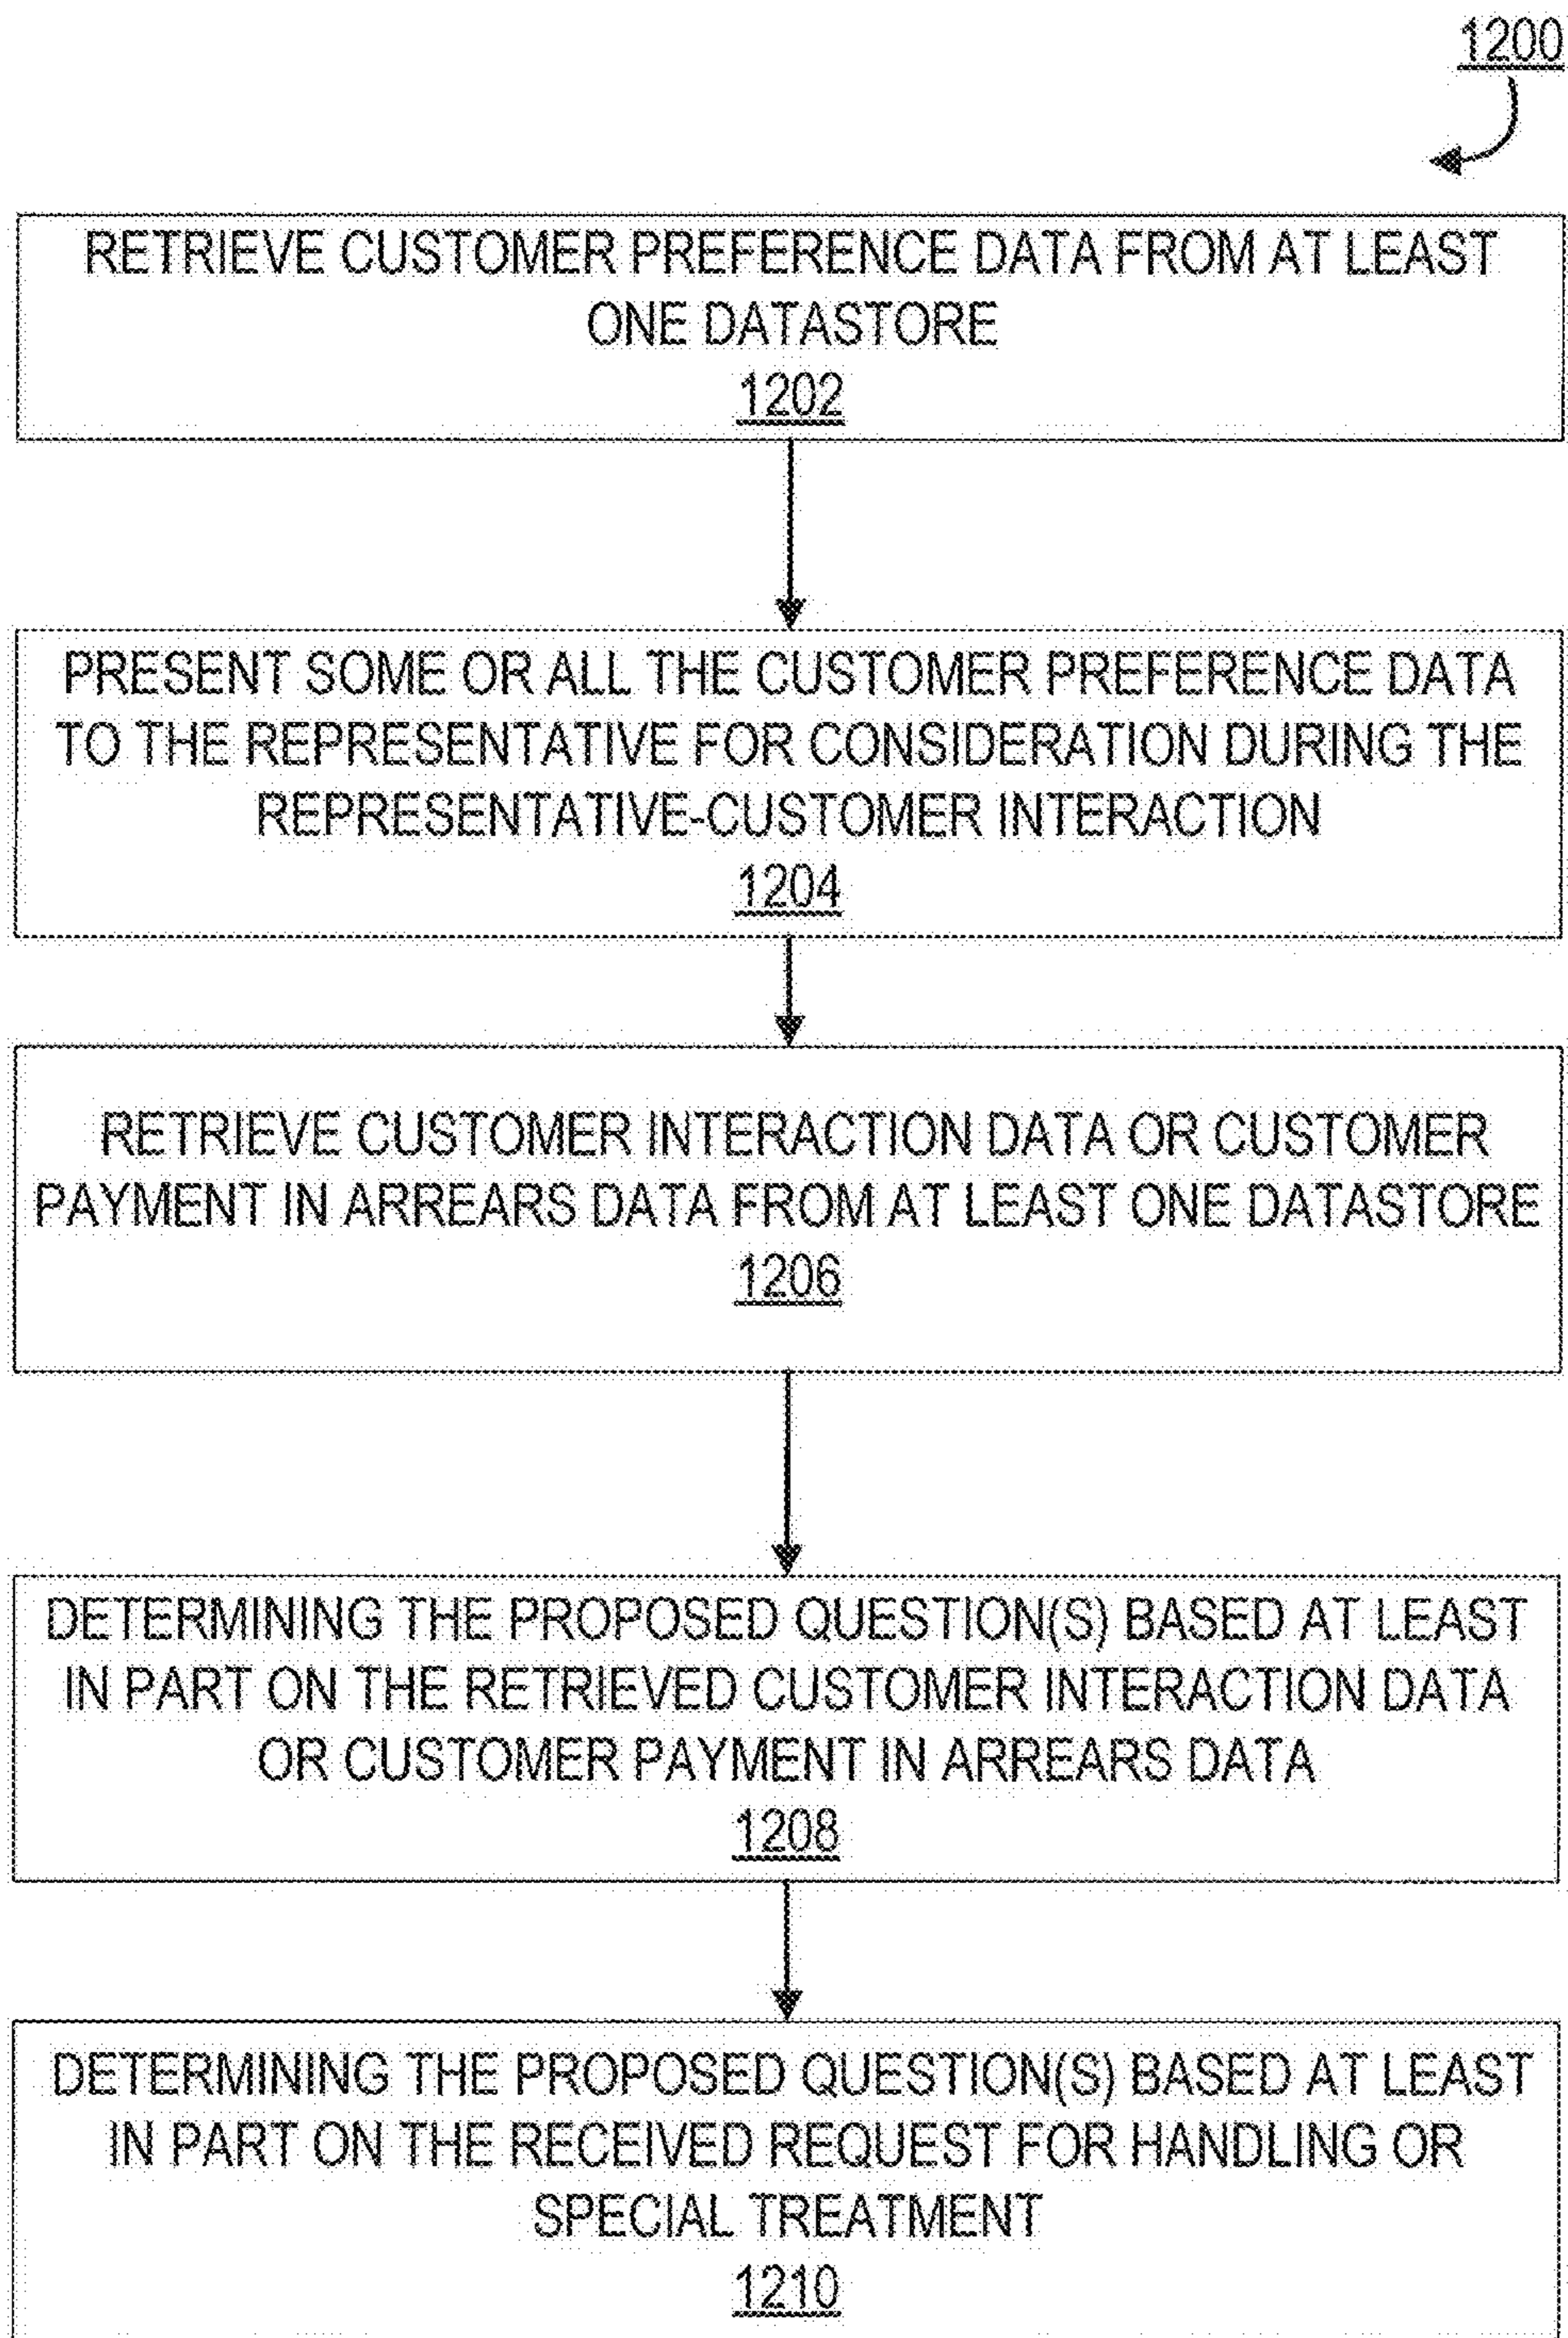 1200
RETRIEVE CUSTOMER PREFERENCE DATA FROM AT LEAST
ONE DATASTORE
1202
PRESENT SOME OR ALL THE CUSTOMER PREFERENCE DATA
TO THE REPRESENTATIVE FOR CONSIDERATION DURING THE
REPRESENTATIVE-CUSTOMER INTERACTION
1204
RETRIEVE CUSTOMER INTERACTION DATA OR CUSTOMER
PAYMENT IN ARREARS DATA FROM AT LEAST ONE DATASTORE
1206
DETERMINING THE PROPOSED QUESTION(S) BASED AT LEAST
IN PART ON THE RETRIEVED CUSTOMER INTERACTION DATA
OR CUSTOMER PAYMENT IN ARREARS DATA
1208
DETERMINING THE PROPOSED QUESTION(S) BASED AT LEAST
IN PART ON THE RECEIVED REQUEST FOR HANDLING OR
SPECIAL TREATMENT
1210